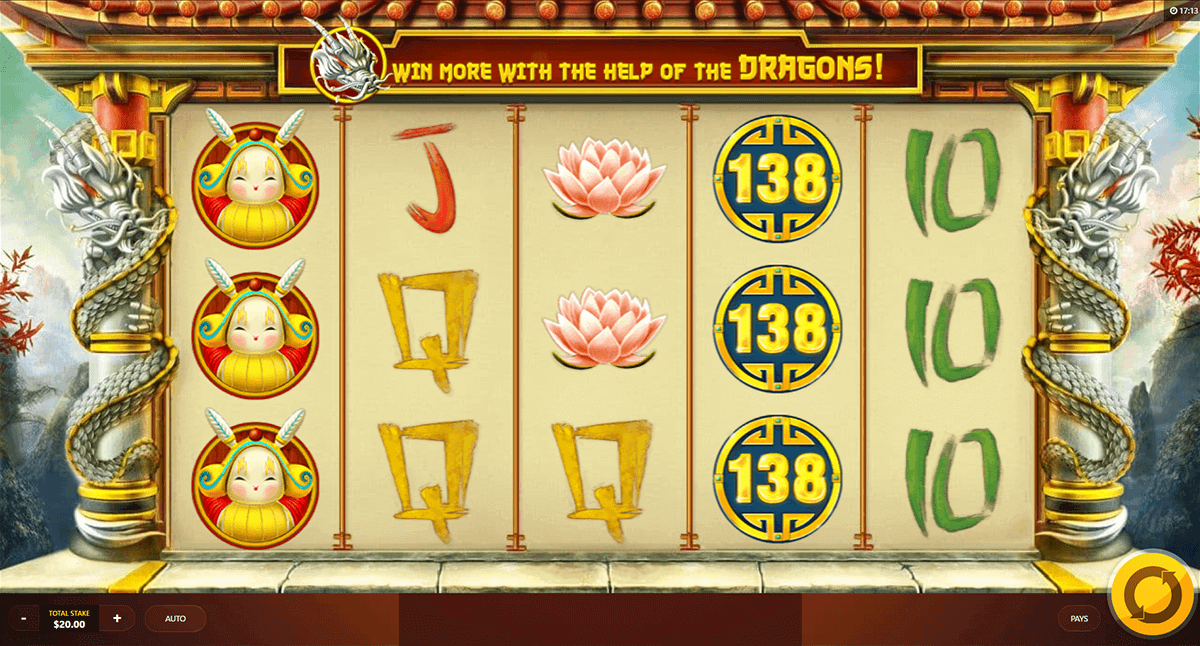 17:13
WIN MORE WITH THE HELP OF THE DRAGONS!
J 138 10
Q 138 10
Q Q 138 10
TOTAL STAKE
- $20.00 + AUTO PAYS